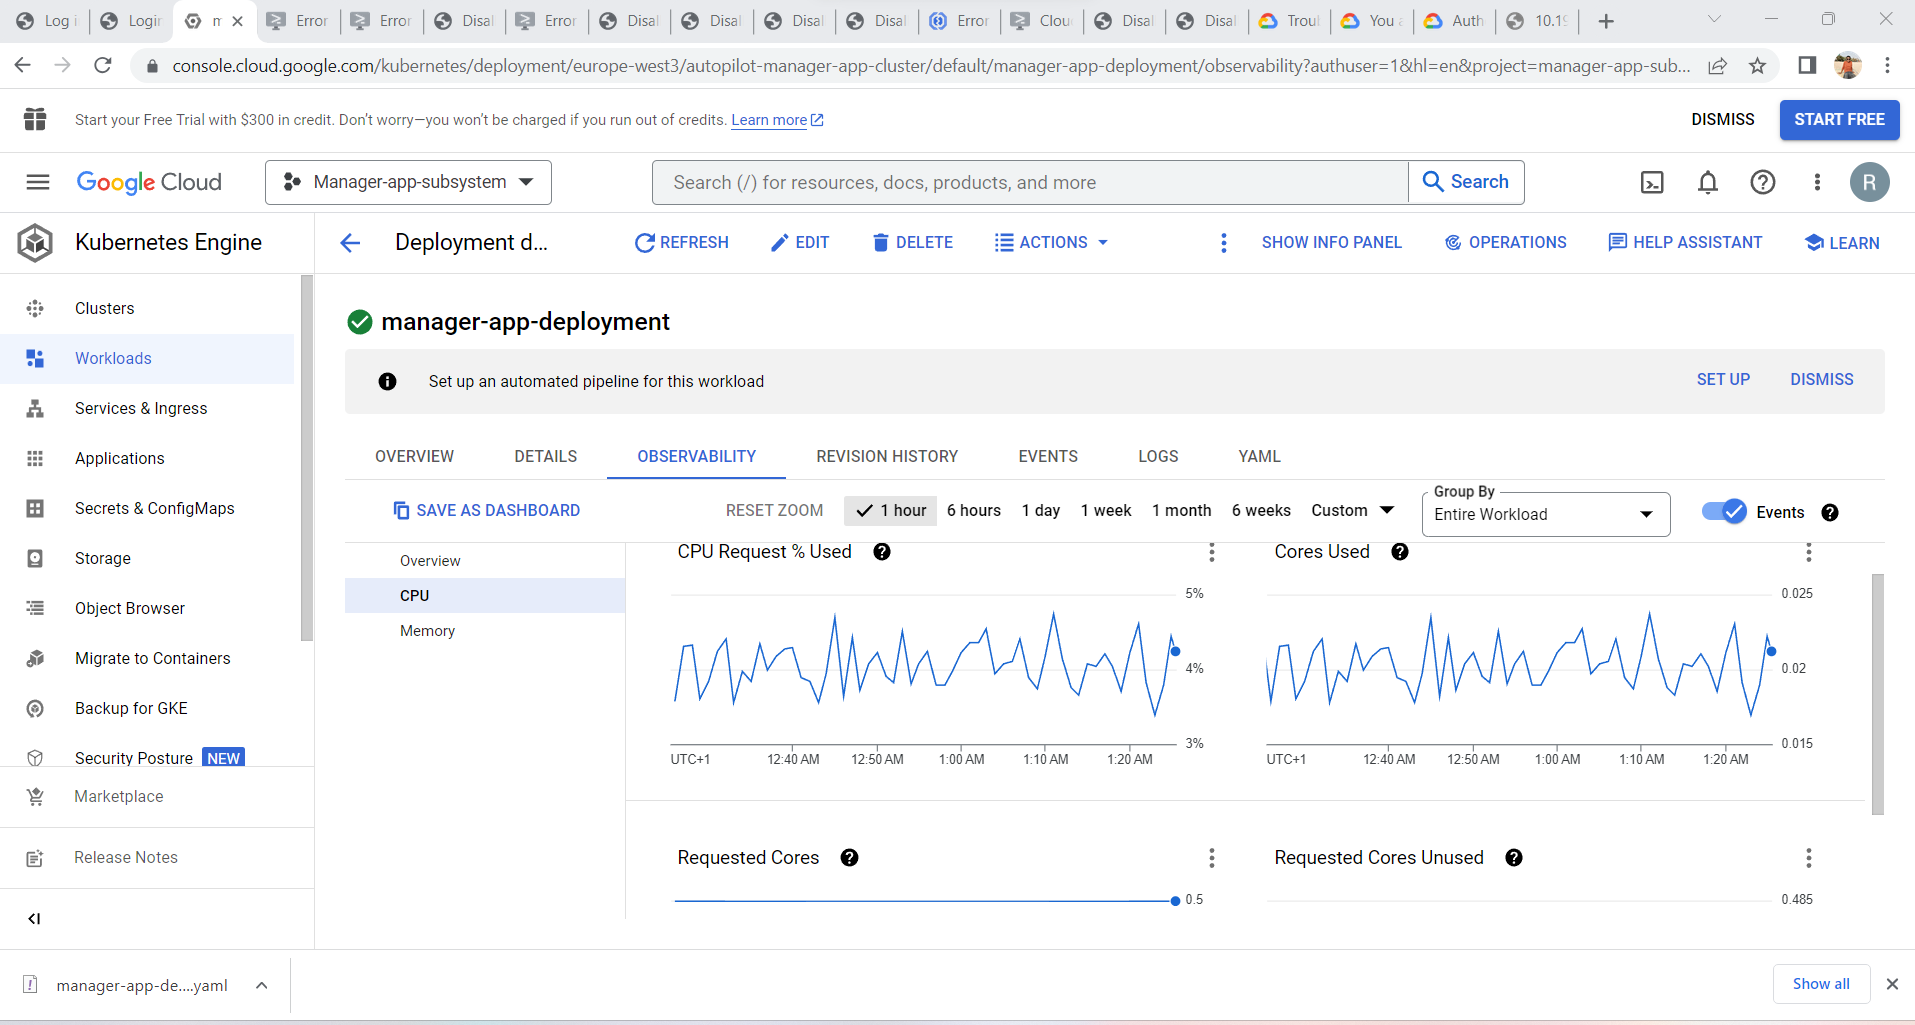 Log i
Login
m
Error
Error
Disal
Error
Disal
Disal
Disal
Disal
Error
Clou
Disal
Disal
Trou
You a
Auth
10.19
console.cloud.google.com/kubernetes/deployment/europe-west3/autopilot-manager-app-cluster/default/manager-app-deployment/observability?authuser=1&hl=en&project=manager-app-sub...
Start your Free Trial with $300 in credit. Don't worry—you won't be charged if you run out of credits. Learn more
DISMISS
START FREE
Google Cloud
Manager-app-subsystem
Search (/) for resources, docs, products, and more
Search
R
Kubernetes Engine
Deployment d...
REFRESH
EDIT
DELETE
ACTIONS
SHOW INFO PANEL
OPERATIONS
HELP ASSISTANT
LEARN
Clusters
Workloads
Services & Ingress
Applications
Secrets & ConfigMaps
Storage
Object Browser
Migrate to Containers
Backup for GKE
Security Posture NEW
Marketplace
Release Notes
manager-app-deployment
Set up an automated pipeline for this workload
SET UP
DISMISS
OVERVIEW
DETAILS
OBSERVABILITY
REVISION HISTORY
EVENTS
LOGS
YAML
SAVE AS DASHBOARD
RESET ZOOM
1 hour
6 hours
1 day
1 week
1 month
6 weeks
Custom
Group By
Entire Workload
Events
Overview
CPU
Memory
CPU Request % Used
5%
4%
3%
UTC+1
12:40 AM
12:50 AM
1:00 AM
1:10 AM
1:20 AM
Cores Used
0.025
0.02
0.015
UTC+1
12:40 AM
12:50 AM
1:00 AM
1:10 AM
1:20 AM
Requested Cores
0.5
Requested Cores Unused
0.485
manager-app-de....yaml
Show all